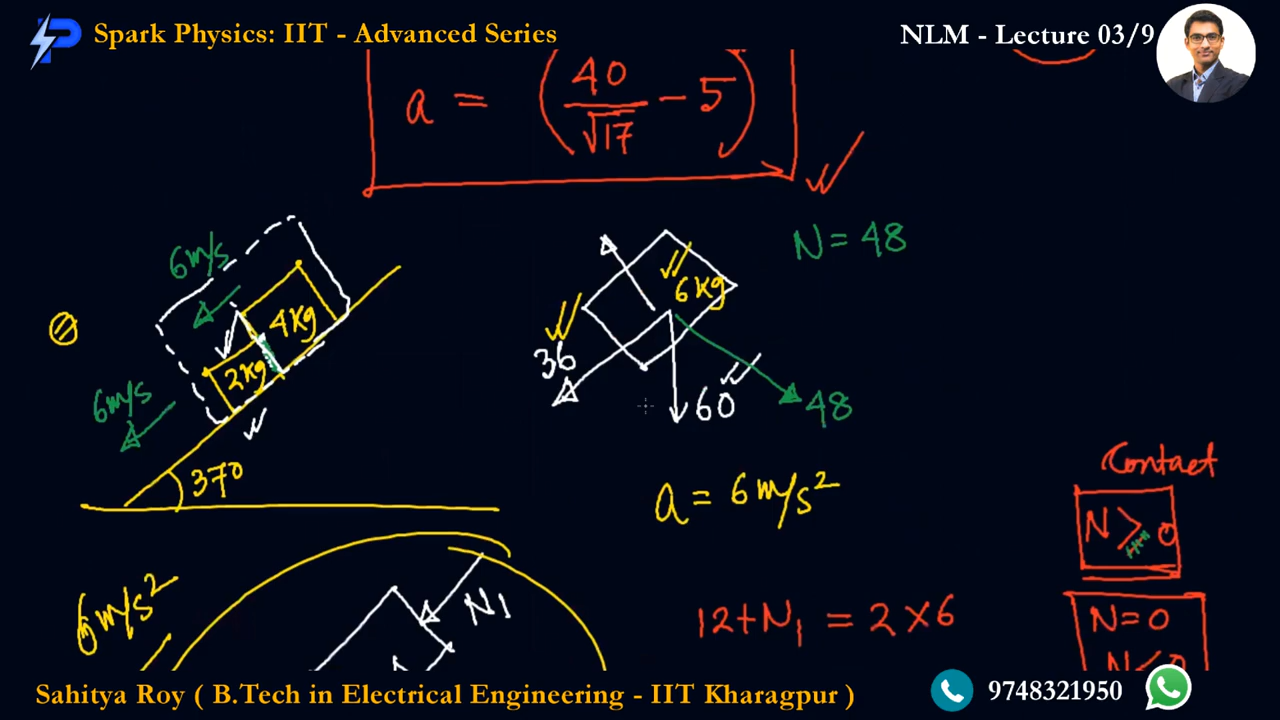 Spark Physics: IIT - Advanced Series
NLM - Lecture 03/9
a = (40/√17 - 5)
6m/s
6m/s
4kg
2kg
37°
N = 48
6kg
36
60
48
a = 6m/s²
Contact
N ≥ 0
6m/s²
N₁
12+N₁ = 2×6
N=0
N<0
Sahitya Roy ( B.Tech in Electrical Engineering - IIT Kharagpur )
9748321950